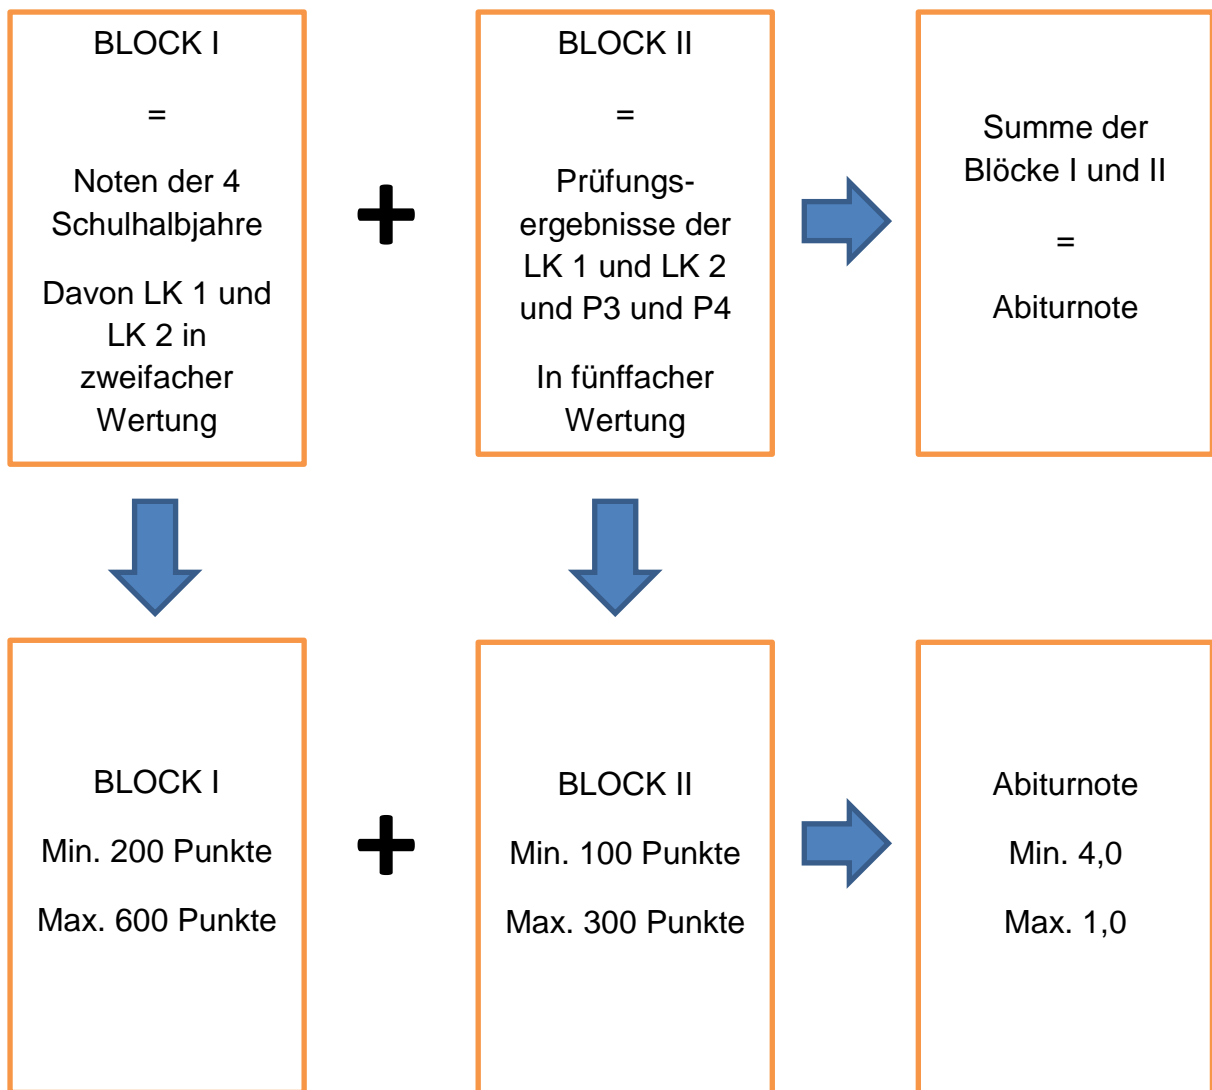 BLOCK I
=
Noten der 4
Schulhalbjahre
Davon LK 1 und
LK 2 in
zweifacher
Wertung
+
BLOCK II
=
Prüfungs-
ergebnisse der
LK 1 und LK 2
und P3 und P4
In fünffacher
Wertung
Summe der
Blöcke I und II
=
Abiturnote
BLOCK I
Min. 200 Punkte
Max. 600 Punkte
+
BLOCK II
Min. 100 Punkte
Max. 300 Punkte
Abiturnote
Min. 4,0
Max. 1,0